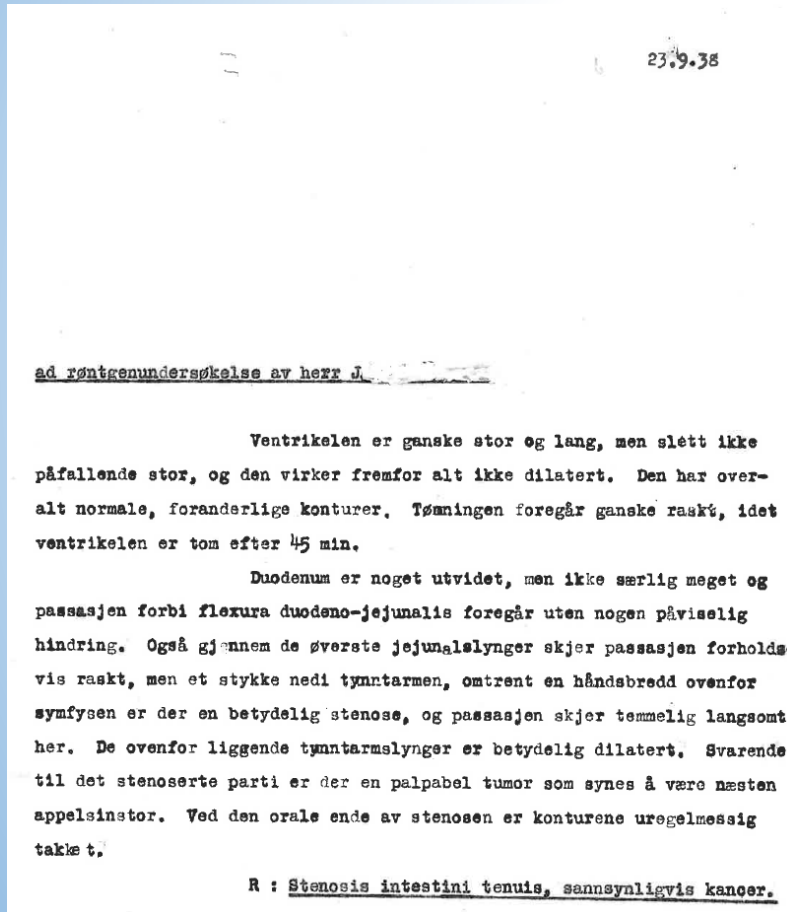 23.9.38
ad røntgenundersøkelse av herr J.
Ventrikelen er ganske stor og lang, men slett ikke
påfallende stor, og den virker fremfor alt ikke dilatert. Den har over-
alt normale, foranderlige konturer. Tømningen foregår ganske raskt, idet
ventrikelen er tom efter 45 min.
Duodenum er noget utvidet, men ikke særlig meget og
passasjen forbi flexura duodeno-jejunalis foregår uten nogen påviselig
hindring. Også gjennem de øverste jejunalslynger skjer passasjen forholds
vis raskt, men et stykke nedi tynntarmen, omtrent en håndsbredd ovenfor
symfysen er der en betydelig stenose, og passasjen skjer temmelig langsomt
her. De ovenfor liggende tynntarmslynger er betydelig dilatert. Svarende
til det stenoserte parti er der en palpabel tumor som synes å være næsten
appelsinstor. Ved den orale ende av stenosen er konturene uregelmessig
takket.
R : Stenosis intestini tenuis, sannsynligvis kancer.